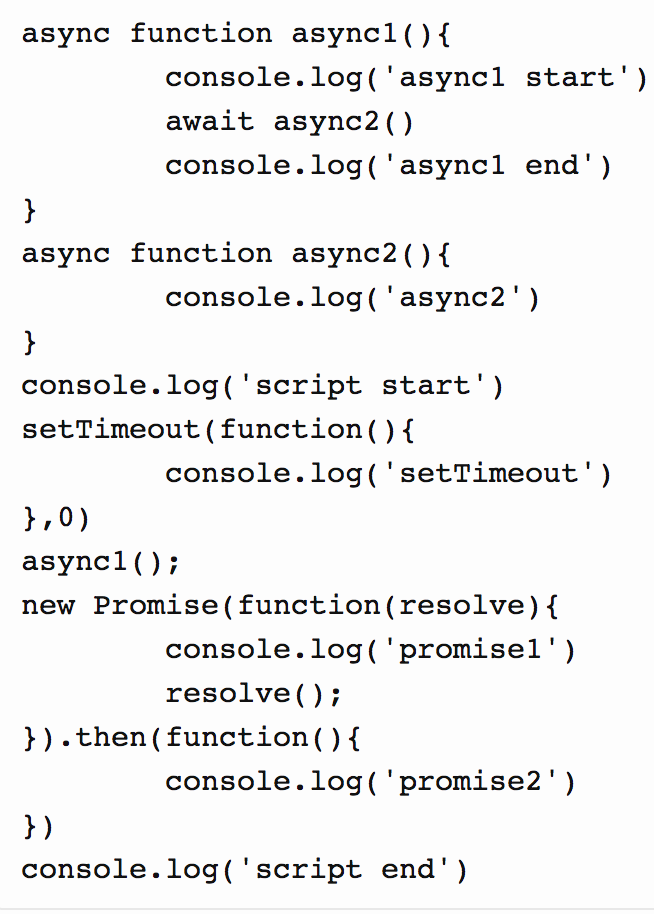 async function async1(){
        console.log('async1 start')
        await async2()
        console.log('async1 end')
}
async function async2(){
        console.log('async2')
}
console.log('script start')
setTimeout(function(){
        console.log('setTimeout')
},0)
async1();
new Promise(function(resolve){
        console.log('promise1')
        resolve();
}).then(function(){
        console.log('promise2')
})
console.log('script end')